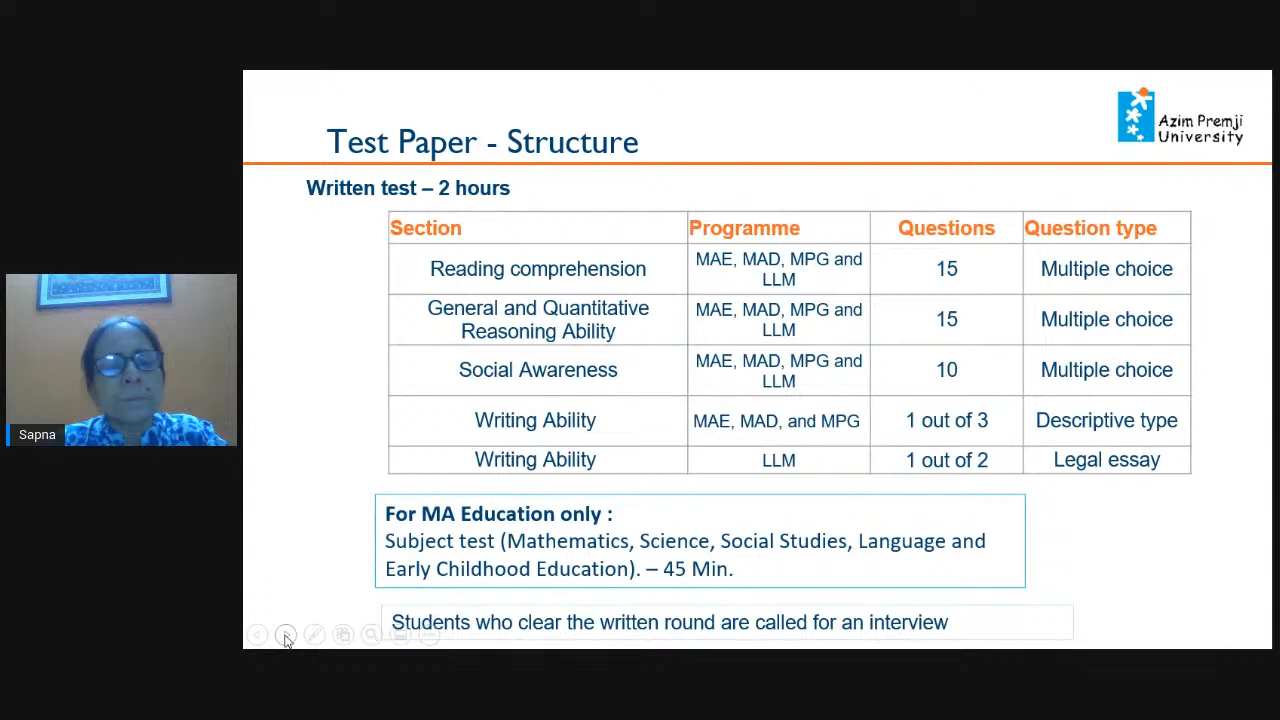 Azim Premji
University
Test Paper - Structure
Written test – 2 hours
Section Programme Questions Question type
Reading comprehension MAE, MAD, MPG and LLM 15 Multiple choice
General and Quantitative Reasoning Ability MAE, MAD, MPG and LLM 15 Multiple choice
Social Awareness MAE, MAD, MPG and LLM 10 Multiple choice
Writing Ability MAE, MAD, and MPG 1 out of 3 Descriptive type
Writing Ability LLM 1 out of 2 Legal essay
Sapna
For MA Education only :
Subject test (Mathematics, Science, Social Studies, Language and
Early Childhood Education). – 45 Min.
Students who clear the written round are called for an interview